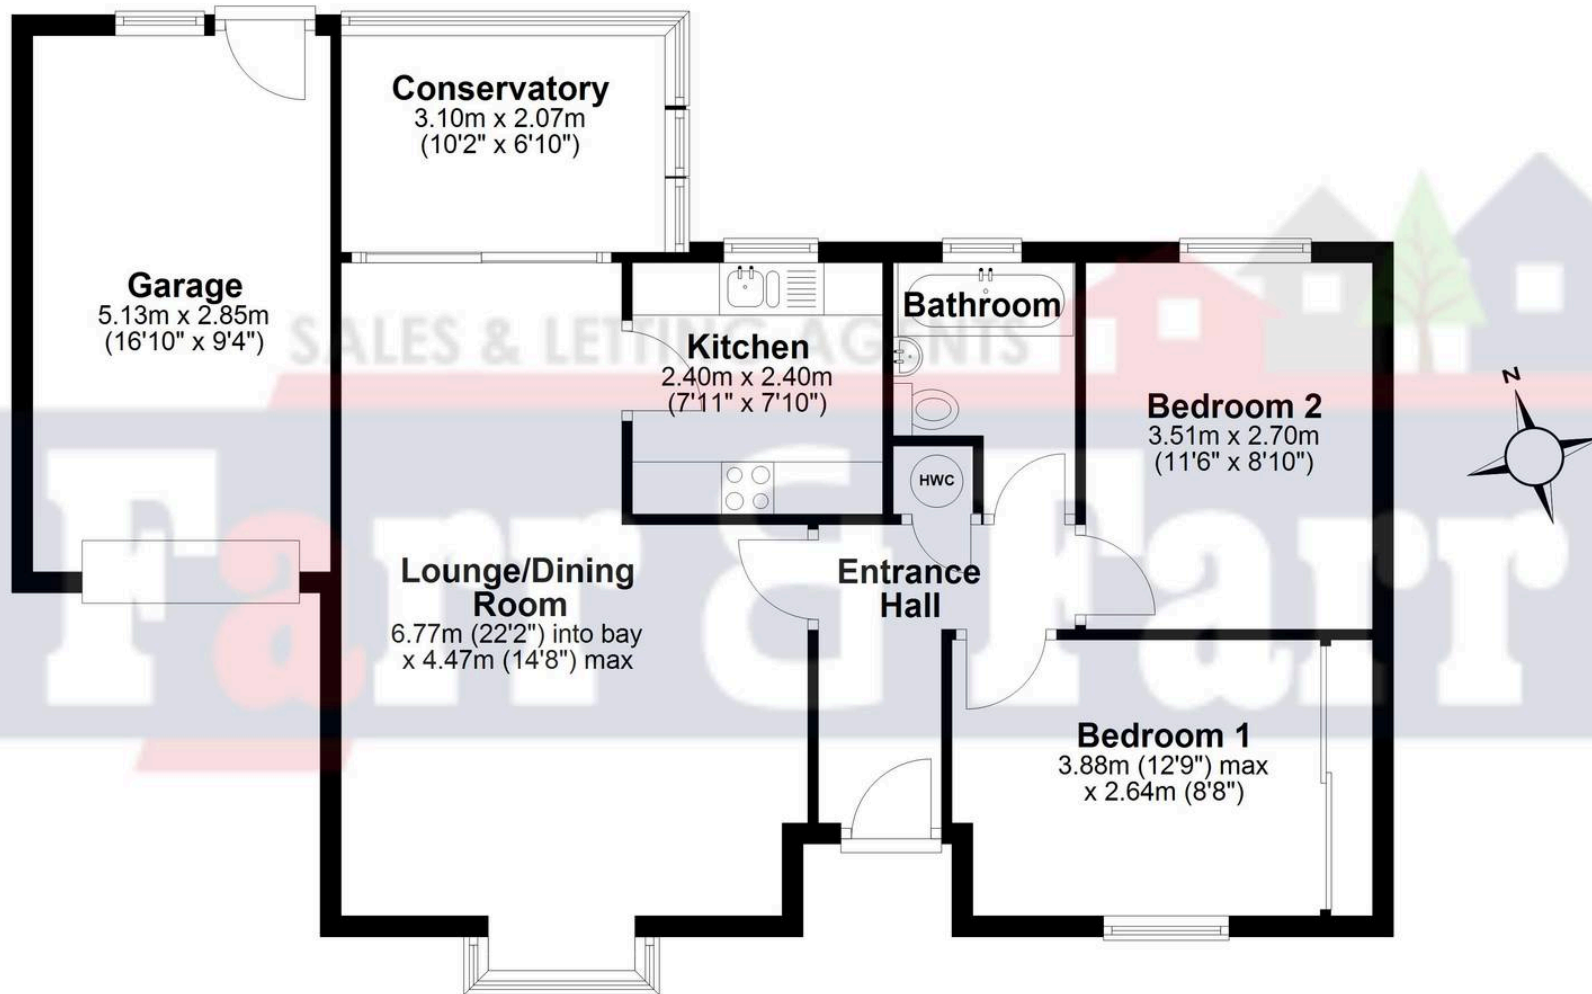 Conservatory
3.10m x 2.07m
(10'2" x 6'10")
Garage
5.13m x 2.85m
(16'10" x 9'4")
SALES & LETTING AGENTS
Kitchen
2.40m x 2.40m
(7'11" x 7'10")
Bathroom
Bedroom 2
3.51m x 2.70m
(11'6" x 8'10")
N
HWC
Farr & Farr
Lounge/Dining
Room
6.77m (22'2") into bay
x 4.47m (14'8") max
Entrance
Hall
Bedroom 1
3.88m (12'9") max
x 2.64m (8'8")